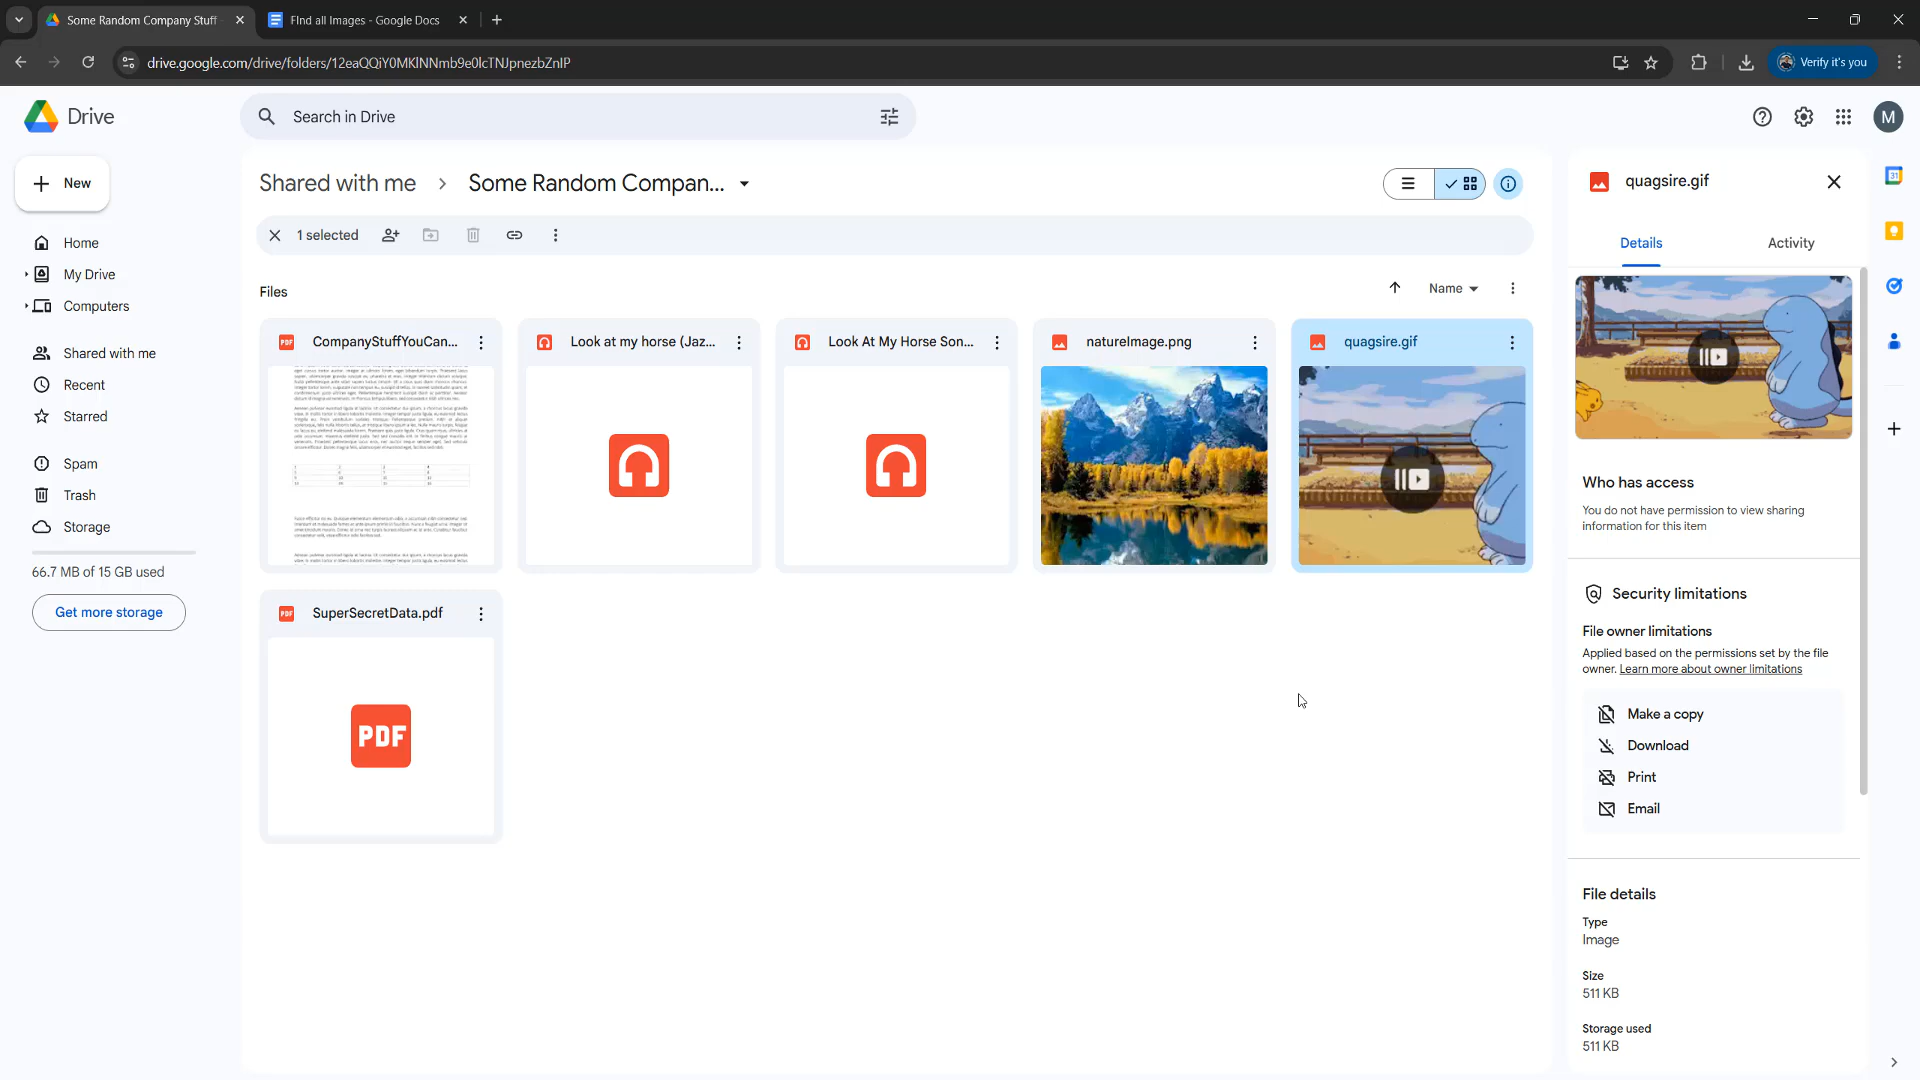 Some Random Company Stuff
FInd all Images - Google Docs
drive.google.com/drive/folders/12eaQQiY0MKlNNmb9e0lcTNJpnezbZnIP
Verify it's you
Drive
Search in Drive
M
New
Shared with me
Some Random Compan...
quagsire.gif
1 selected
Home
My Drive
Computers
Details
Activity
Files
Name
Shared with me
Recent
Starred
CompanyStuffYouCan...
Look at my horse (Jaz...
Look At My Horse Son...
natureImage.png
quagsire.gif
Spam
Trash
Storage
66.7 MB of 15 GB used
Get more storage
PDF
SuperSecretData.pdf
PDF
Who has access
You do not have permission to view sharing
information for this item
Security limitations
File owner limitations
Applied based on the permissions set by the file
owner. Learn more about owner limitations
Make a copy
Download
Print
Email
File details
Type
Image
Size
511 KB
Storage used
511 KB